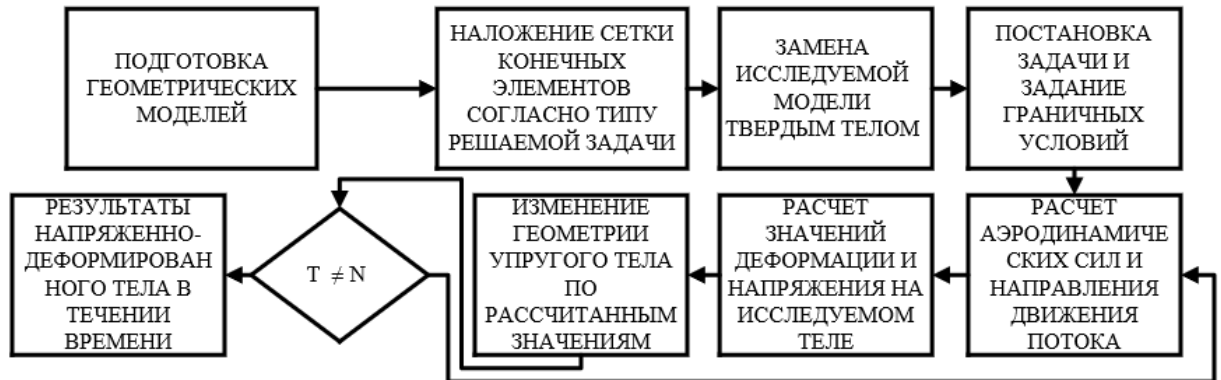 ПОДГОТОВКА
ГЕОМЕТРИЧЕСКИХ
МОДЕЛЕЙ
НАЛОЖЕНИЕ СЕТКИ
КОНЕЧНЫХ
ЭЛЕМЕНТОВ
СОГЛАСНО ТИПУ
РЕШАЕМОЙ ЗАДАЧИ
ЗАМЕНА
ИССЛЕДУЕМОЙ
МОДЕЛИ
ТВЕРДЫМ ТЕЛОМ
ПОСТАНОВКА
ЗАДАЧИ И
ЗАДАНИЕ
ГРАНИЧНЫХ
УСЛОВИЙ
РЕЗУЛЬТАТЫ
НАПРЯЖЕННО-
ДЕФОРМИРОВАН
НОГО ТЕЛА В
ТЕЧЕНИИ
ВРЕМЕНИ
T ≠ N
ИЗМЕНЕНИЕ
ГЕОМЕТРИИ
УПРУГОГО ТЕЛА
ПО
РАССЧИТАННЫМ
ЗНАЧЕНИЯМ
РАСЧЕТ
ЗНАЧЕНИЙ
ДЕФОРМАЦИИ И
НАПРЯЖЕНИЯ НА
ИССЛЕДУЕМОМ
ТЕЛЕ
РАСЧЕТ
АЭРОДИНАМИЧЕ
СКИХ СИЛ И
НАПРАВЛЕНИЯ
ДВИЖЕНИЯ
ПОТОКА